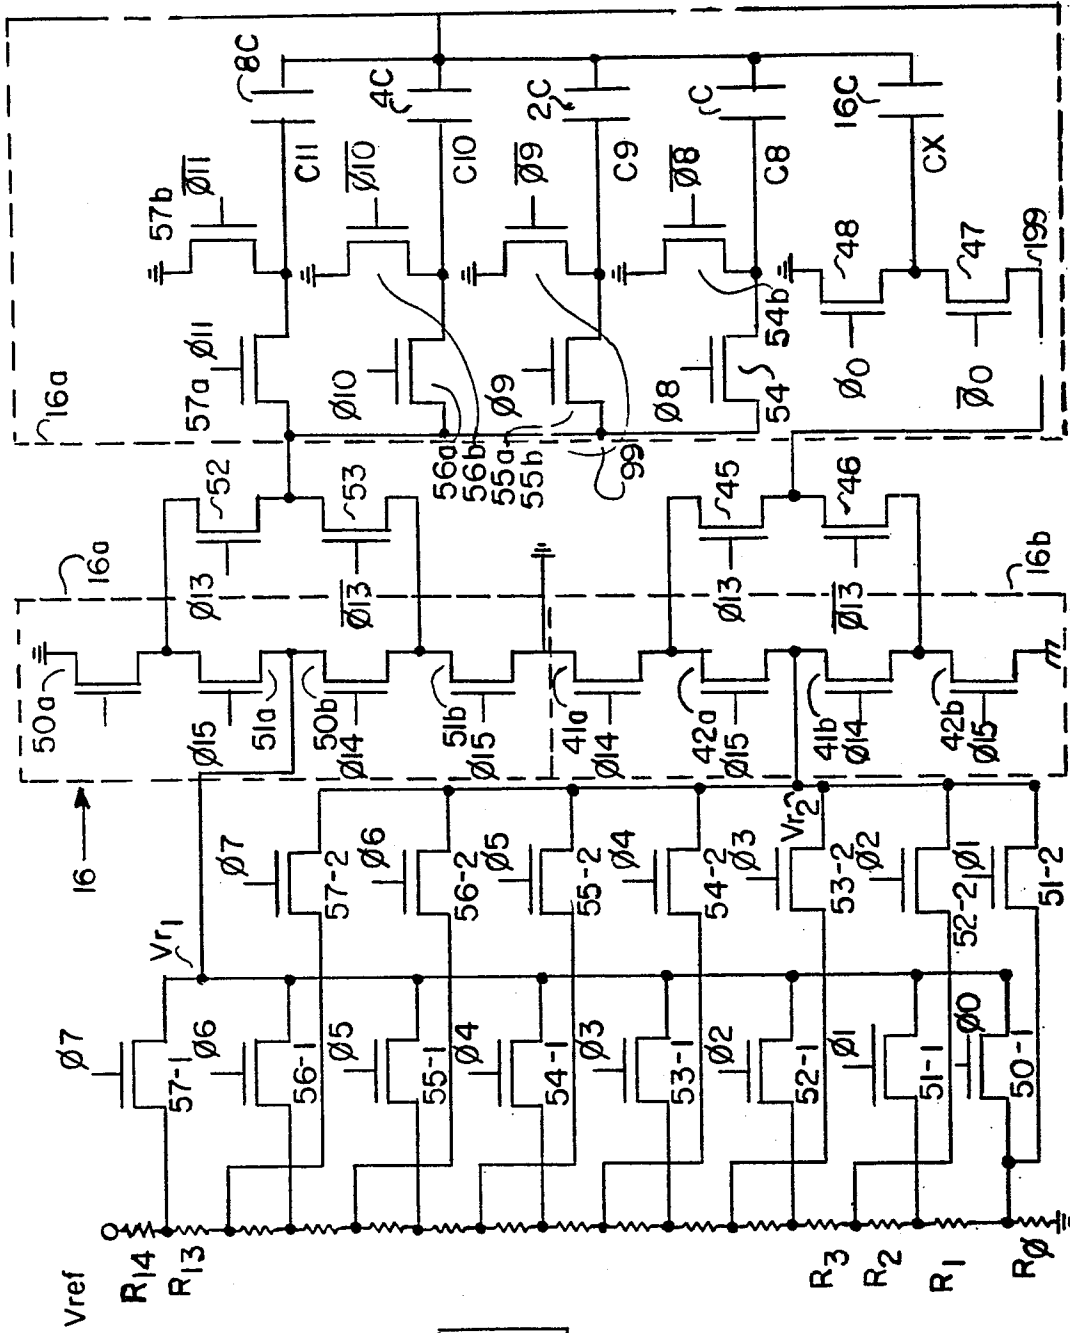 16a
57b
Ø11
8C
57a
Ø11
C11
Ø10
4C
Ø10
C10
56a
56b
Ø9
2C
Ø9
C9
55a
55b
99
Ø8
C
Ø8
C8
54
54b
16C
Ø0
48
CX
Ø0
47
199
16a
50a
Ø13
52
Ø15
51a
50b
Ø14
Ø13
53
51b
Ø15
41a
Ø14
Ø13
45
42a
Ø15
41b
Ø14
Ø13
46
42b
Ø15
16b
16
Vr1
Ø7
57-2
Ø6
56-2
Ø5
55-2
Ø4
54-2
Vr2
Ø3
53-2
Ø2
52-2
Ø1
51-2
Ø7
57-1
Ø6
56-1
Ø5
55-1
Ø4
54-1
Ø3
53-1
Ø2
52-1
Ø1
51-1
Ø0
50-1
Vref
R14
R13
R3
R2
R1
RØ